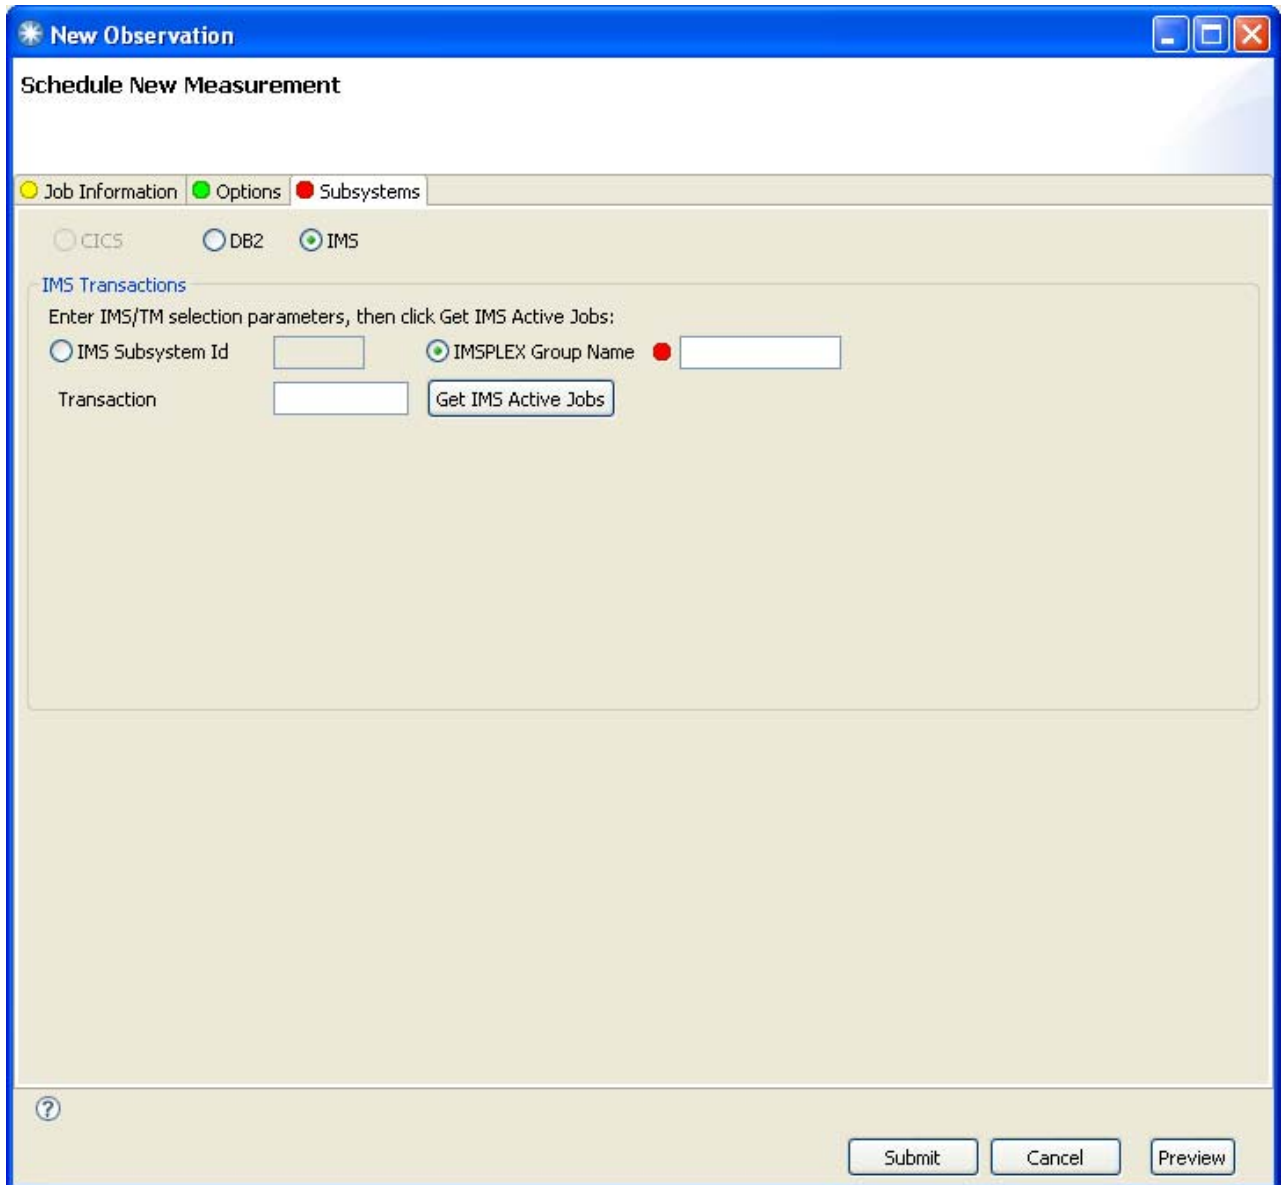 New Observation
Schedule New Measurement
Job Information Options Subsystems
CICS DB2 IMS
IMS Transactions
Enter IMS/TM selection parameters, then click Get IMS Active Jobs:
IMS Subsystem Id IMSPLEX Group Name
Transaction Get IMS Active Jobs
?
Submit Cancel Preview